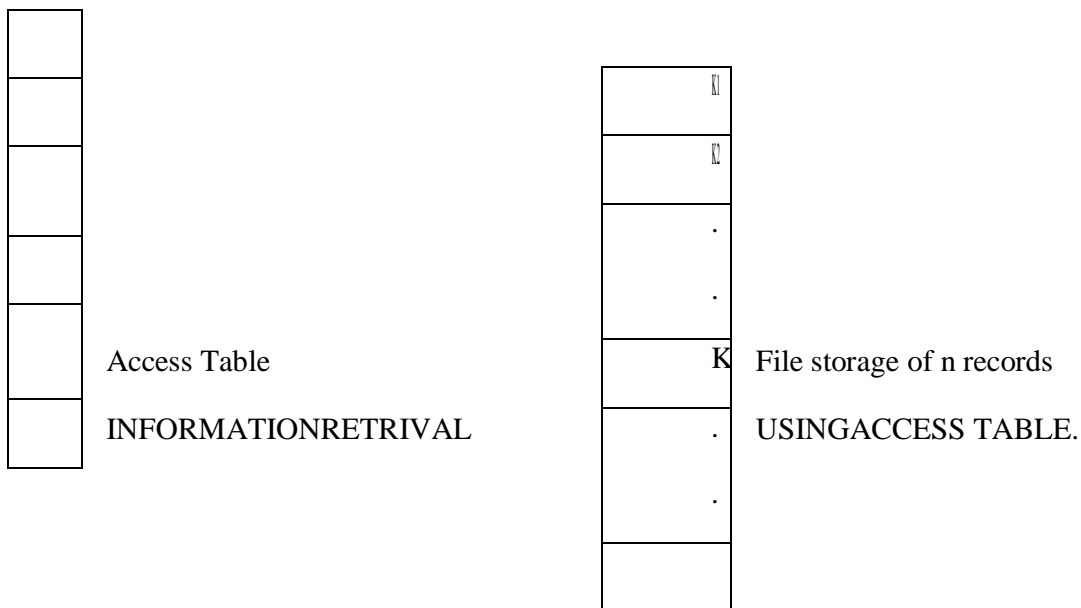 K1
K2
.
.
Access Table
K
File storage of n records
INFORMATIONRETRIVAL
.
USINGACCESS TABLE.
.